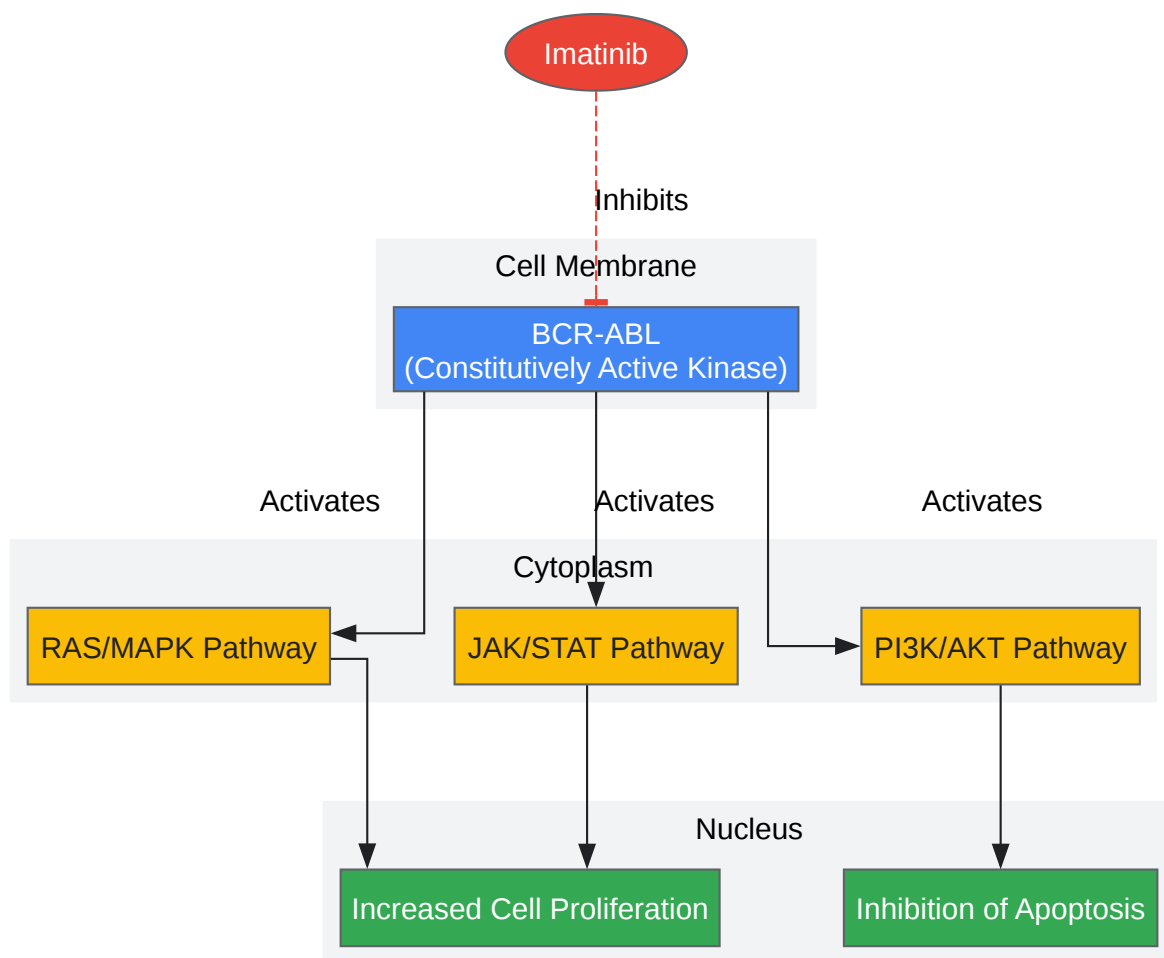 Imatinib
Inhibits
Cell Membrane
BCR-ABL
(Constitutively Active Kinase)
Activates
Activates
Activates
Cytoplasm
RAS/MAPK Pathway
JAK/STAT Pathway
PI3K/AKT Pathway
Nucleus
Increased Cell Proliferation
Inhibition of Apoptosis